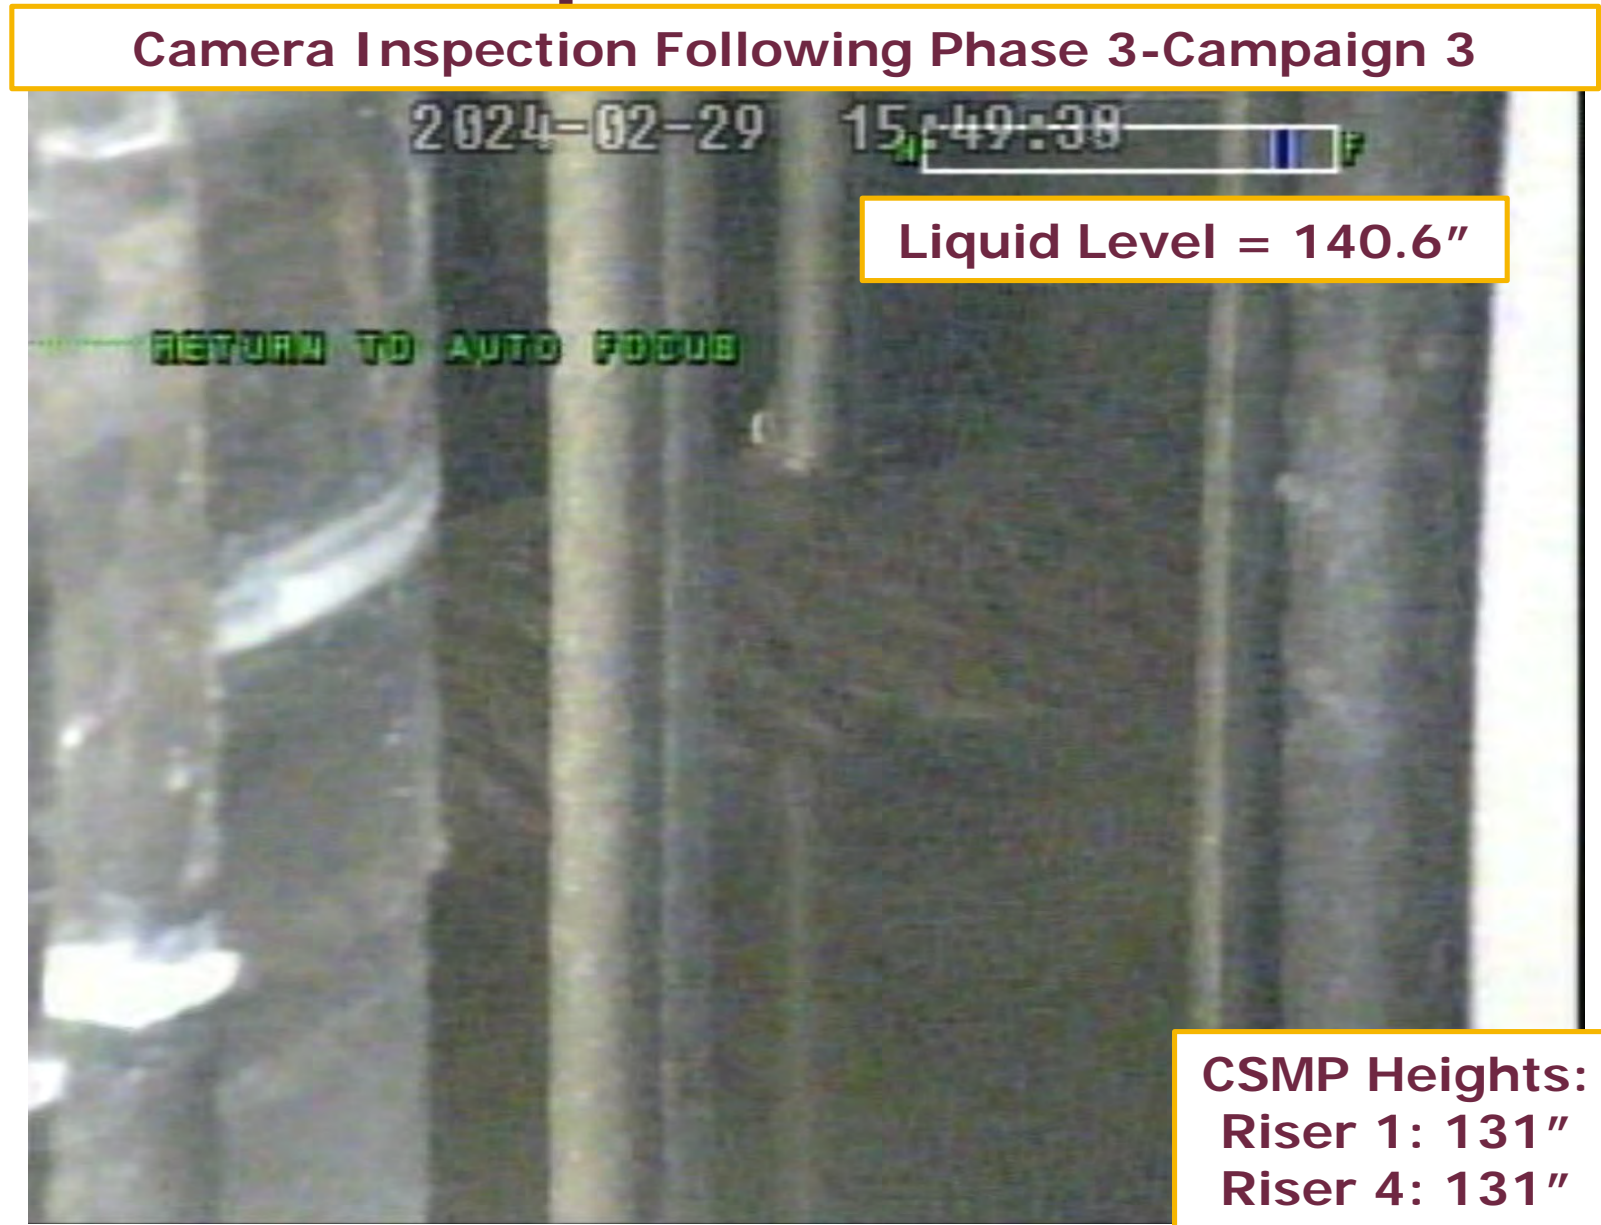 Camera Inspection Following Phase 3-Campaign 3
2024-02-29 15:49:38
N F
Liquid Level = 140.6″
RETURN TO AUTO FOCUS
CSMP Heights:
Riser 1: 131″
Riser 4: 131″